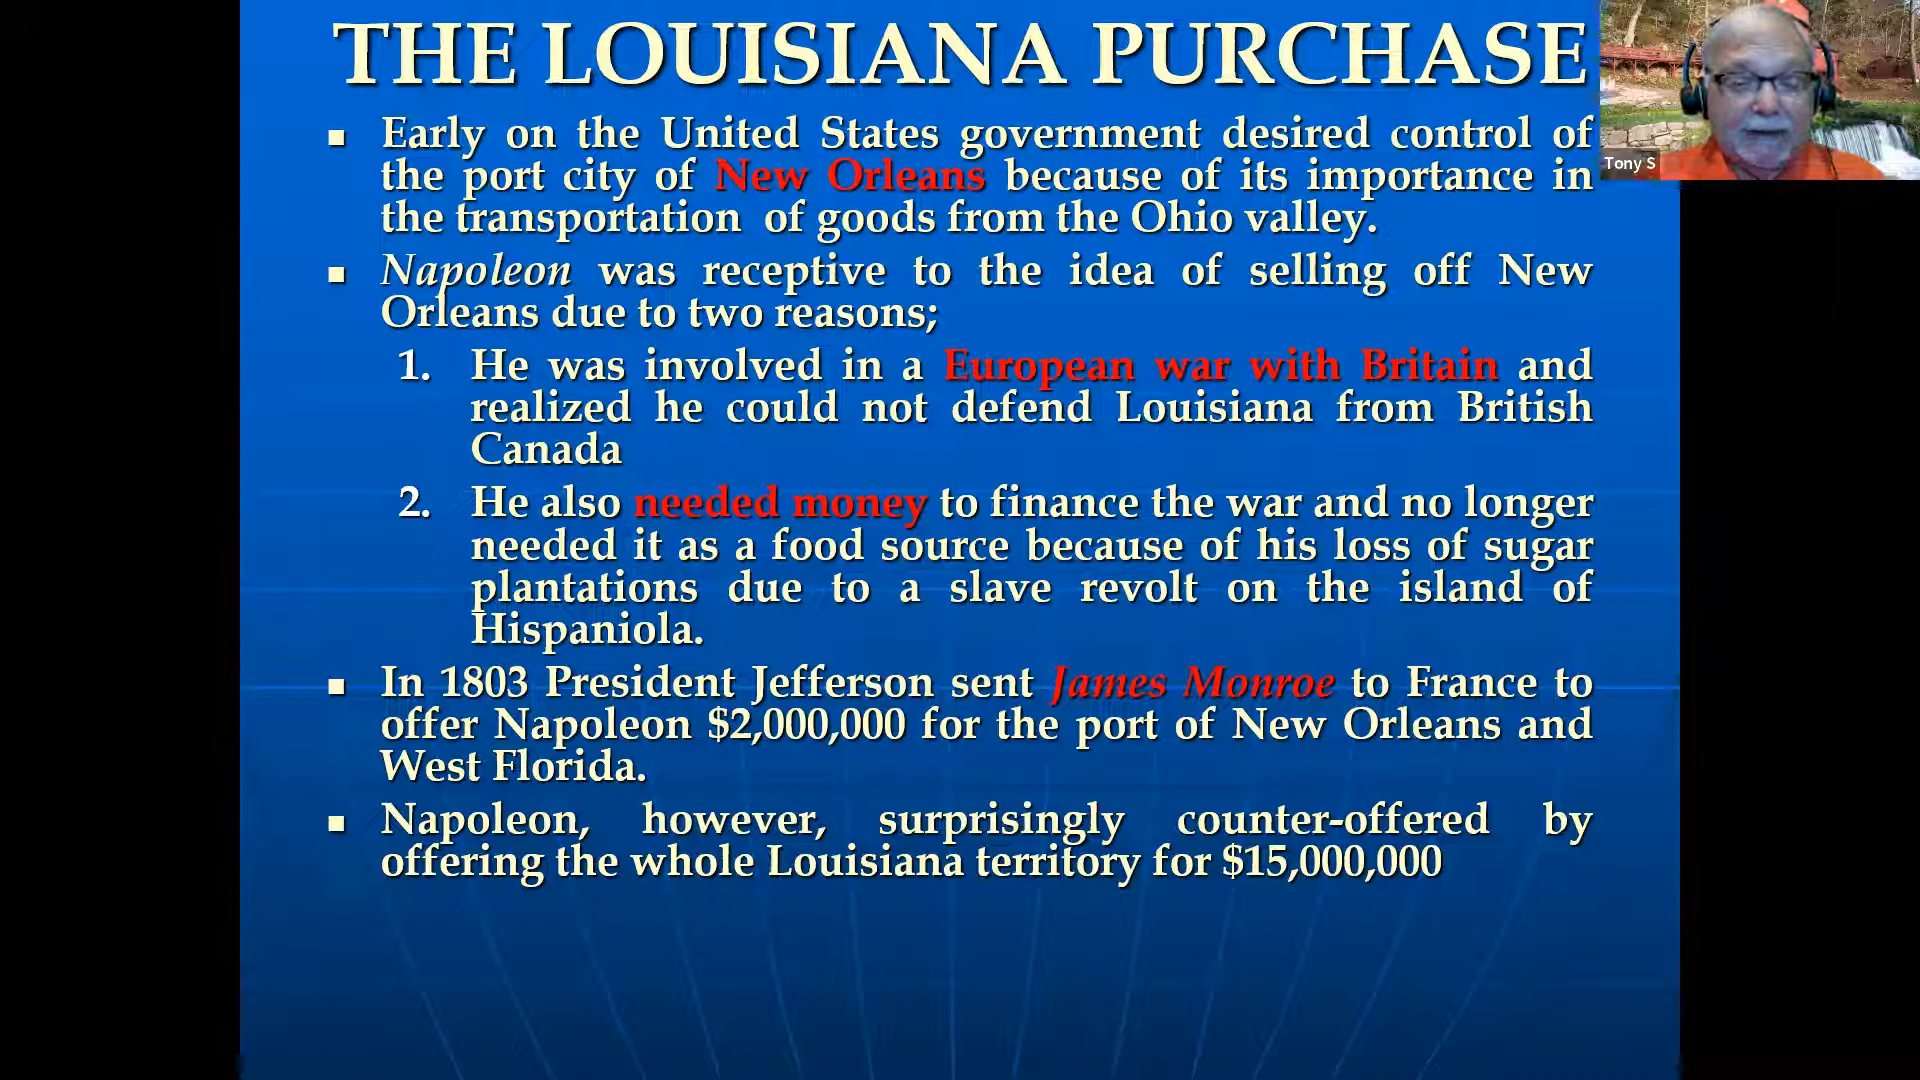 THE LOUISIANA PURCHASE
Early on the United States government desired control of
the port city of New Orleans because of its importance in
the transportation of goods from the Ohio valley.
Napoleon was receptive to the idea of selling off New
Orleans due to two reasons;
1. He was involved in a European war with Britain and
realized he could not defend Louisiana from British
Canada
2. He also needed money to finance the war and no longer
needed it as a food source because of his loss of sugar
plantations due to a slave revolt on the island of
Hispaniola.
In 1803 President Jefferson sent James Monroe to France to
offer Napoleon $2,000,000 for the port of New Orleans and
West Florida.
Napoleon, however, surprisingly counter-offered by
offering the whole Louisiana territory for $15,000,000
Tony S